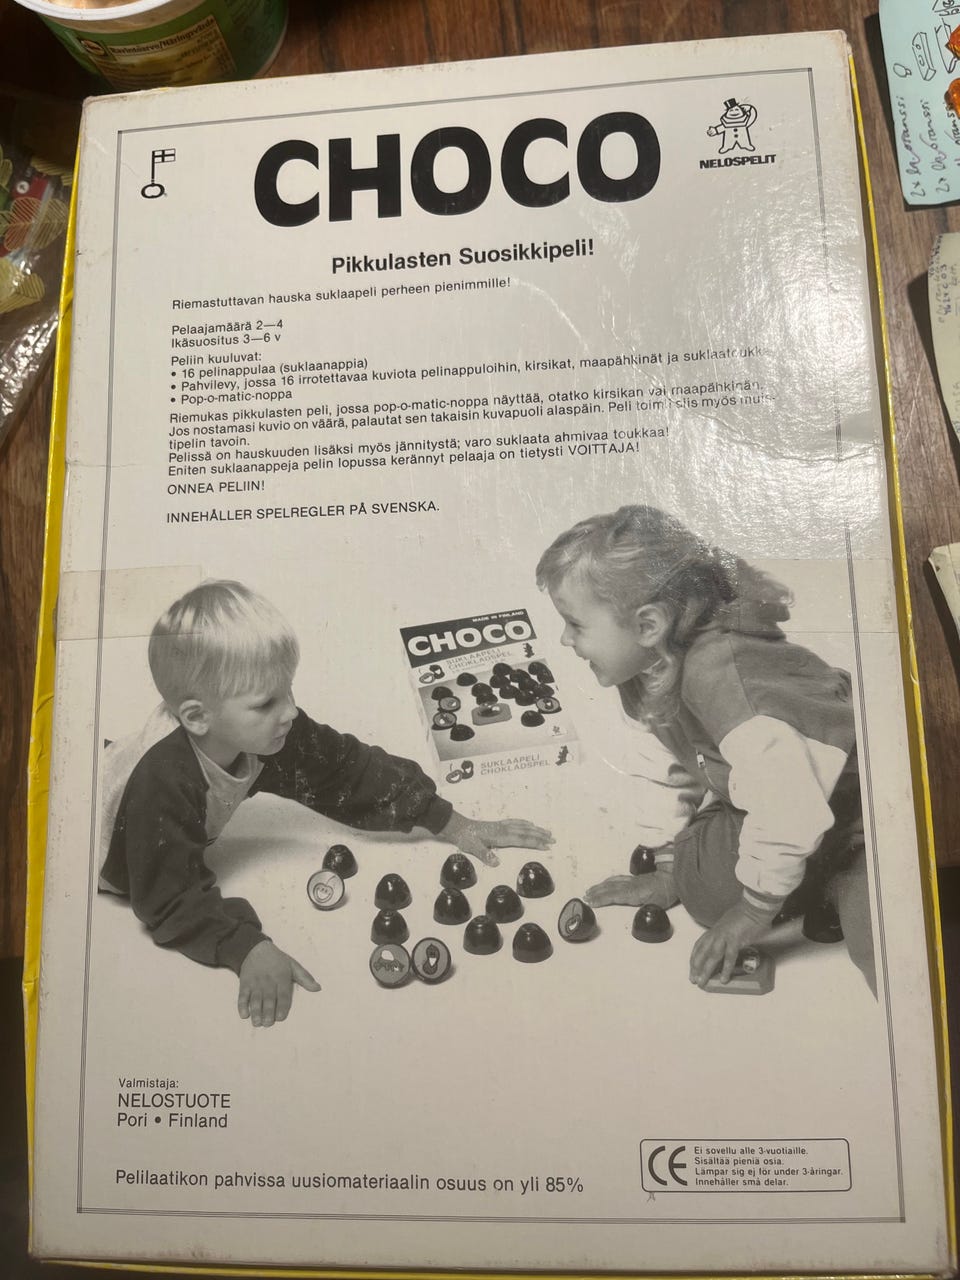 Ravintoarvo/Näringsvärde
CHOCO
NELOSPELIT
Pikkulasten Suosikkipeli!
Riemastuttavan hauska suklaapeli perheen pienimmille!
Pelaajamäärä 2—4
Ikäsuositus 3—6 v
Peliin kuuluvat:
• 16 pelinappulaa (suklaanappia)
• Pahvilevy, jossa 16 irrotettavaa kuviota pelinappuloihin, kirsikat, maapähkinät ja
• Pop-o-matic-noppa
Riemukas pikkulasten peli, jossa pop-o-matic-noppa näyttää, otatko kirsikan vai maapähkinän.
Jos nostamasi kuvio on väärä, palautat sen takaisin kuvapuoli alaspäin. Peli toimii siis myös muis-
tipelin tavoin.
Pelissä on hauskuuden lisäksi myös jännitystä; varo suklaata ahmivaa toukkaa!
Eniten suklaanappeja pelin lopussa kerännyt pelaaja on tietysti VOITTAJA!
ONNEA PELIIN!
INNEHÅLLER SPELREGLER PÅ SVENSKA.
MADE IN FINLAND
CHOCO
SUKLAAPELI
CHOKLADSPEL
SUKLAAPELI
CHOKLADSPEL
Valmistaja:
NELOSTUOTE
Pori • Finland
Pelilaatikon pahvissa uusiomateriaalin osuus on yli 85%
CE
Ei sovellu alle 3-vuotiaille.
Sisältää pieniä osia.
Lämpar sig ej för under 3-åringar.
Innehåller små delar.